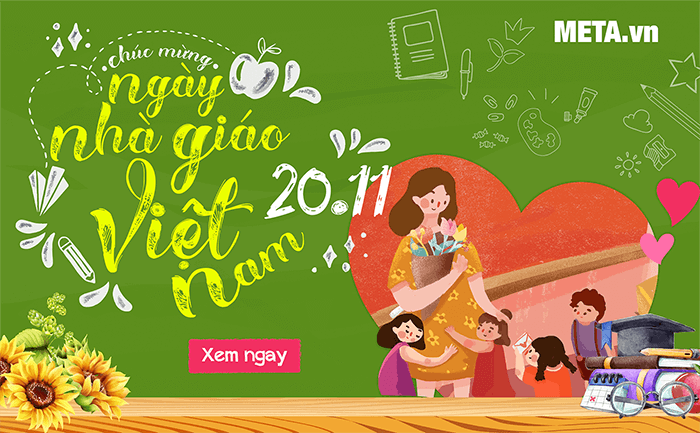 META.vn
chúc mừng
ngày
nhà giáo
Việt
nam
20.11
Xem ngay